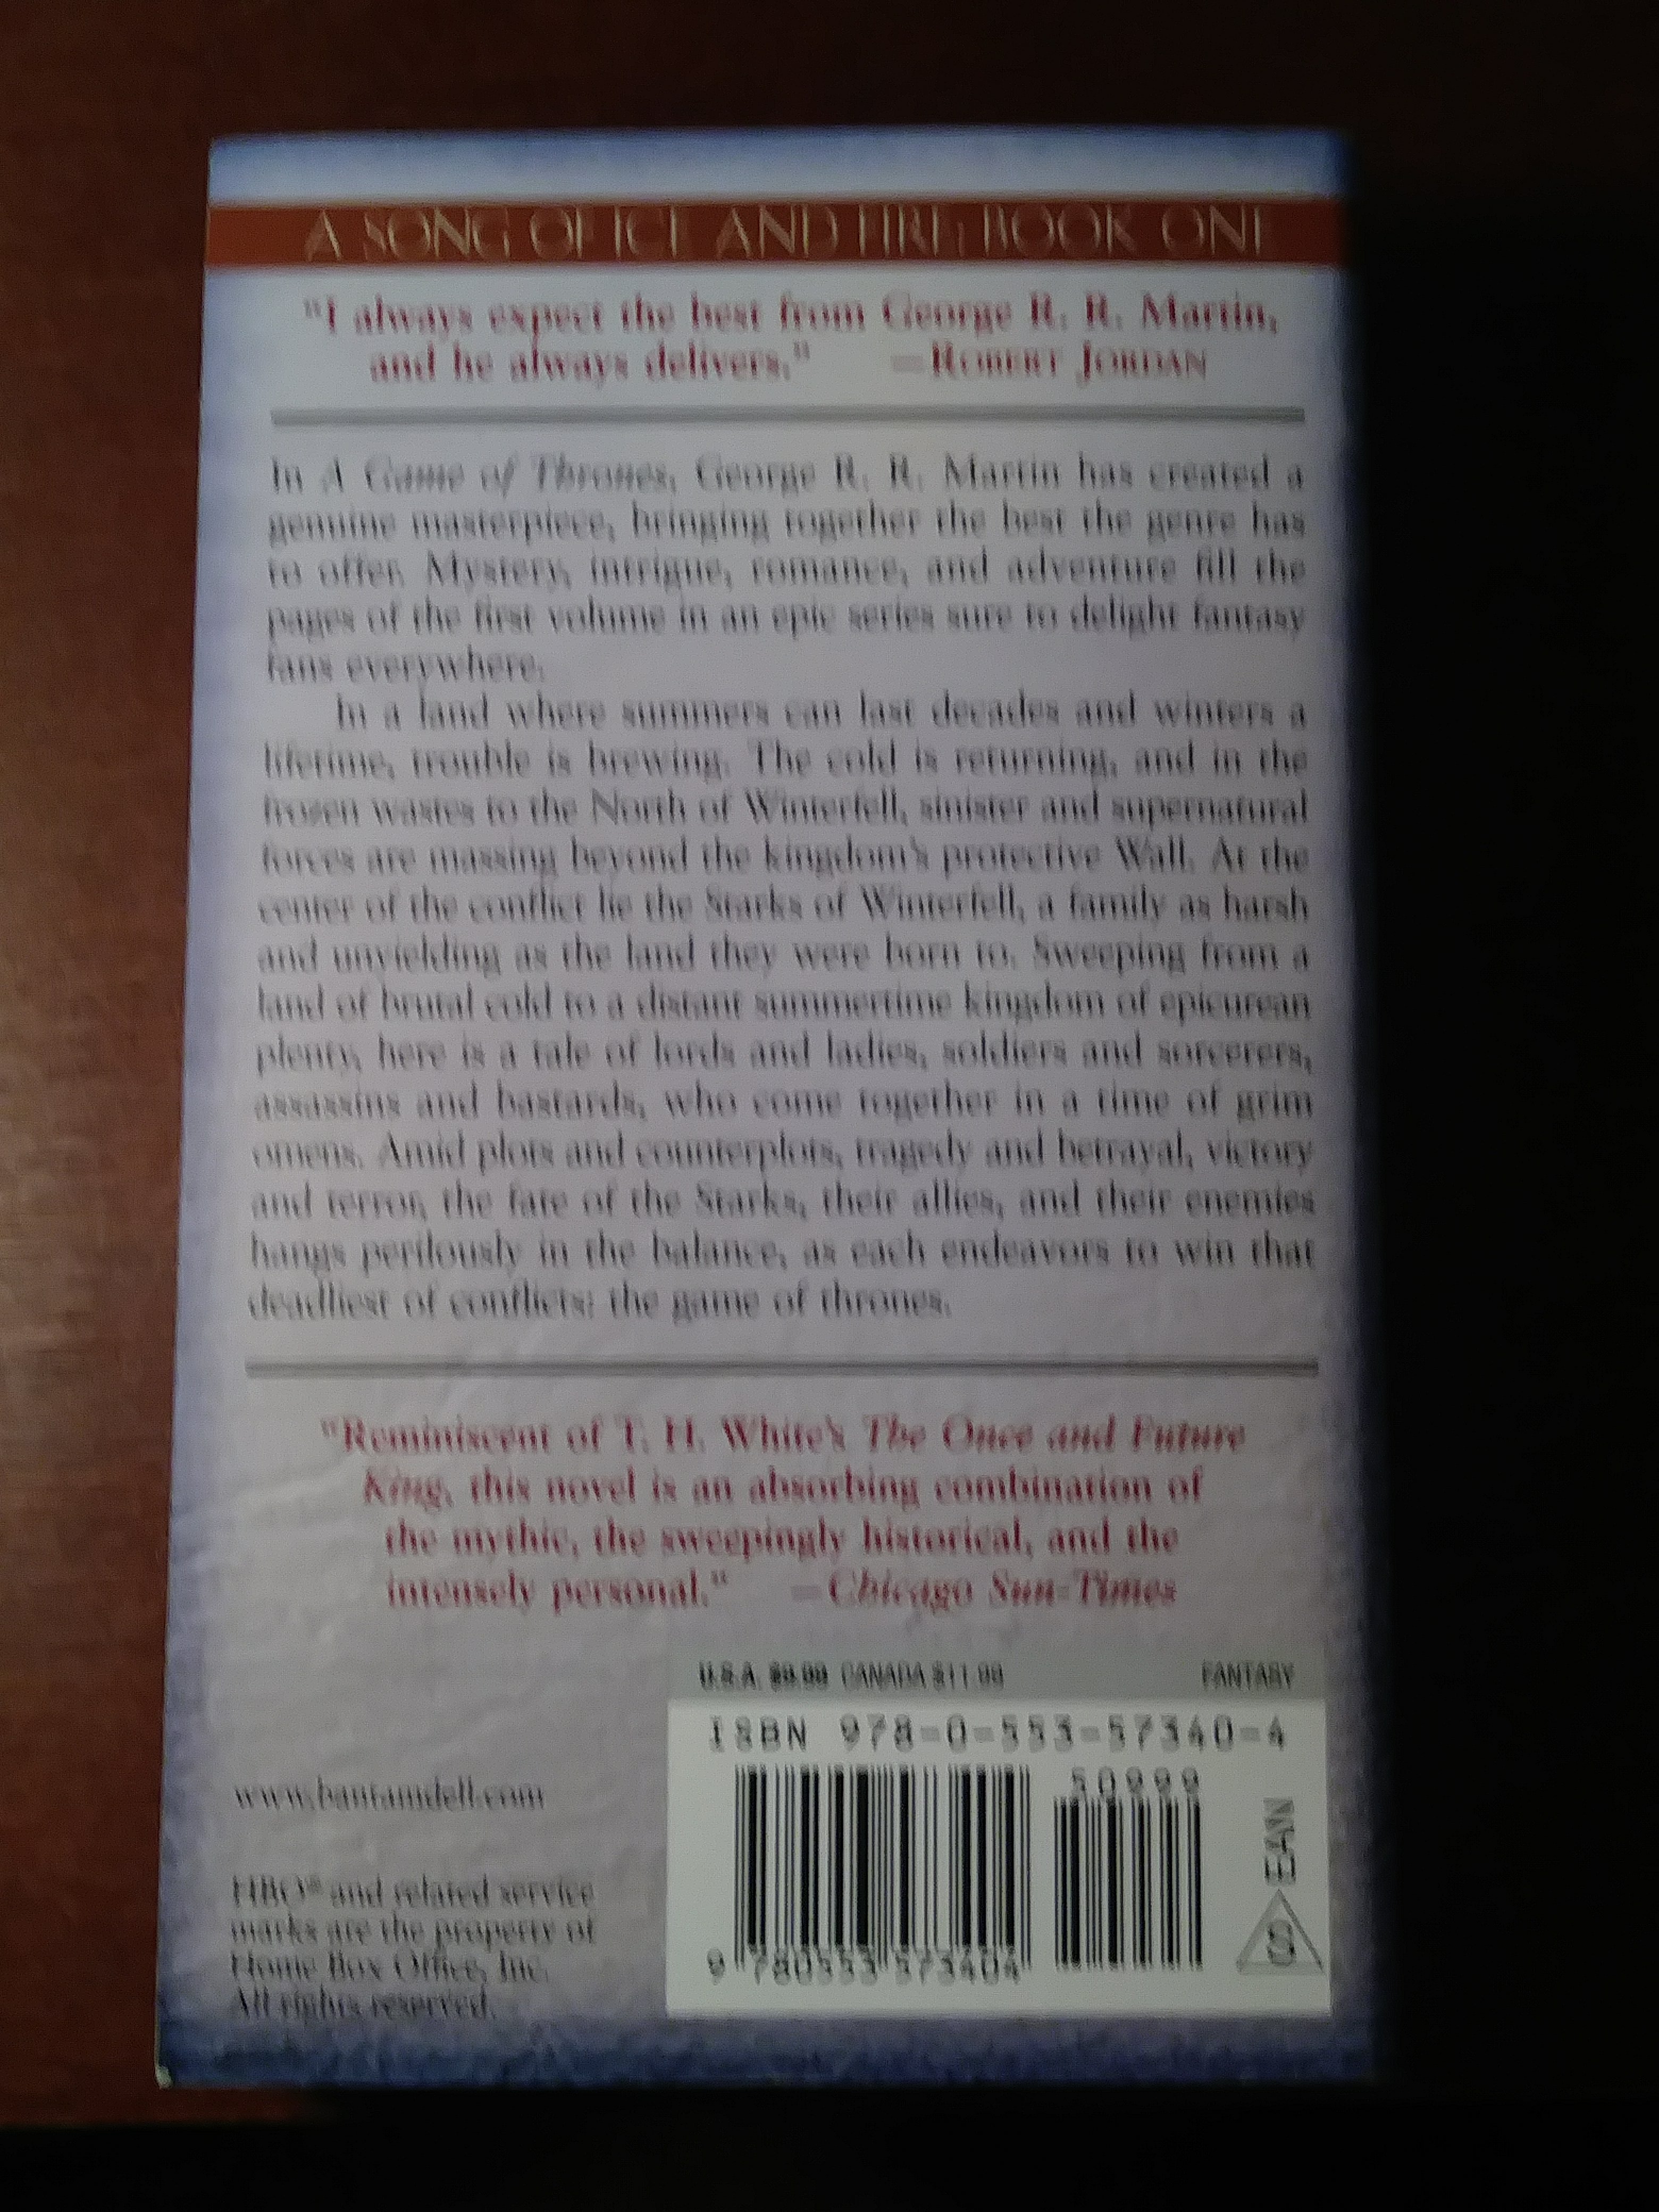 A SONG OF ICE AND FIRE: BOOK ONE
"I always expect the best from George R. R. Martin,
and he always delivers." —ROBERT JORDAN
In A Game of Thrones, George R. R. Martin has created a
genuine masterpiece, bringing together the best the genre has
to offer. Mystery, intrigue, romance, and adventure fill the
pages of the first volume in an epic series sure to delight fantasy
fans everywhere.
In a land where summers can last decades and winters a
lifetime, trouble is brewing. The cold is returning, and in the
frozen wastes to the North of Winterfell, sinister and supernatural
forces are massing beyond the kingdom's protective Wall. At the
center of the conflict lie the Starks of Winterfell, a family as harsh
and unyielding as the land they were born to. Sweeping from a
land of brutal cold to a distant summertime kingdom of epicurean
plenty, here is a tale of lords and ladies, soldiers and sorcerers,
assassins and bastards, who come together in a time of grim
omens. Amid plots and counterplots, tragedy and betrayal, victory
and terror, the fate of the Starks, their allies, and their enemies
hangs perilously in the balance, as each endeavors to win that
deadliest of conflicts: the game of thrones.
"Reminiscent of T. H. White's The Once and Future
King, this novel is an absorbing combination of
the mythic, the sweepingly historical, and the
intensely personal." —Chicago Sun-Times
U.S.A. $9.99 CANADA $11.99 FANTASY
ISBN 978-0-553-57340-4
50999
EAN
9 780553 573404
S
www.bantamdell.com
HBO® and related service
marks are the property of
Home Box Office, Inc.
All rights reserved.